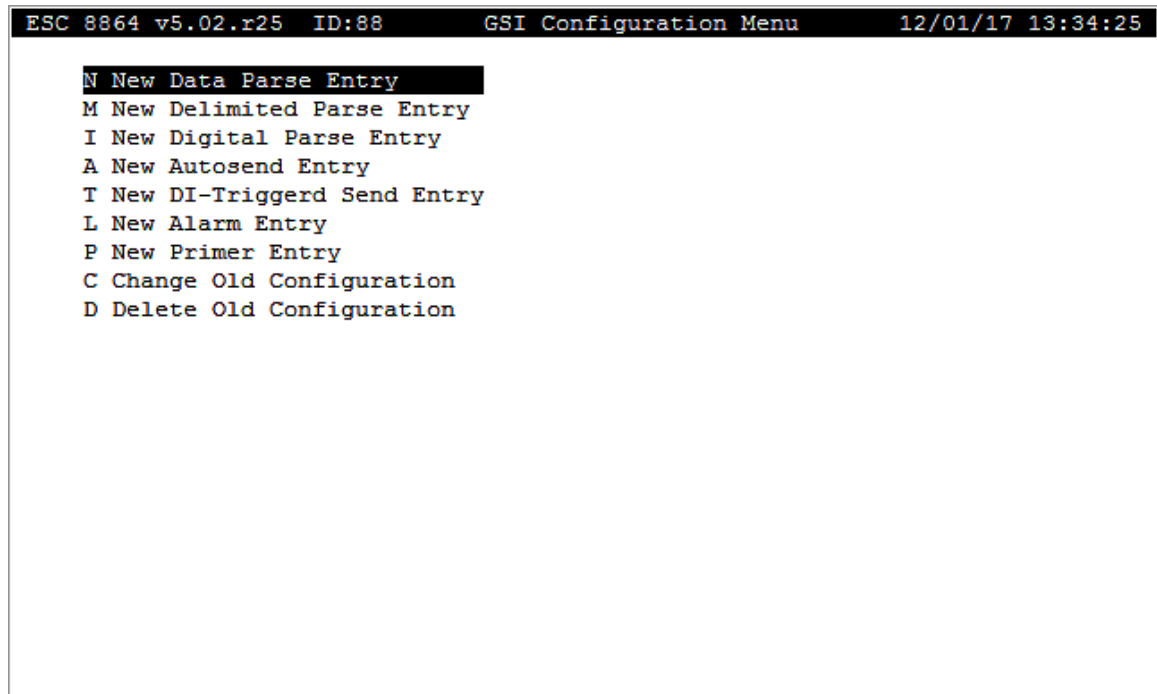 ESC 8864 v5.02.r25 ID:88 GSI Configuration Menu 12/01/17 13:34:25
N New Data Parse Entry
M New Delimited Parse Entry
I New Digital Parse Entry
A New Autosend Entry
T New DI-Triggerd Send Entry
L New Alarm Entry
P New Primer Entry
C Change Old Configuration
D Delete Old Configuration